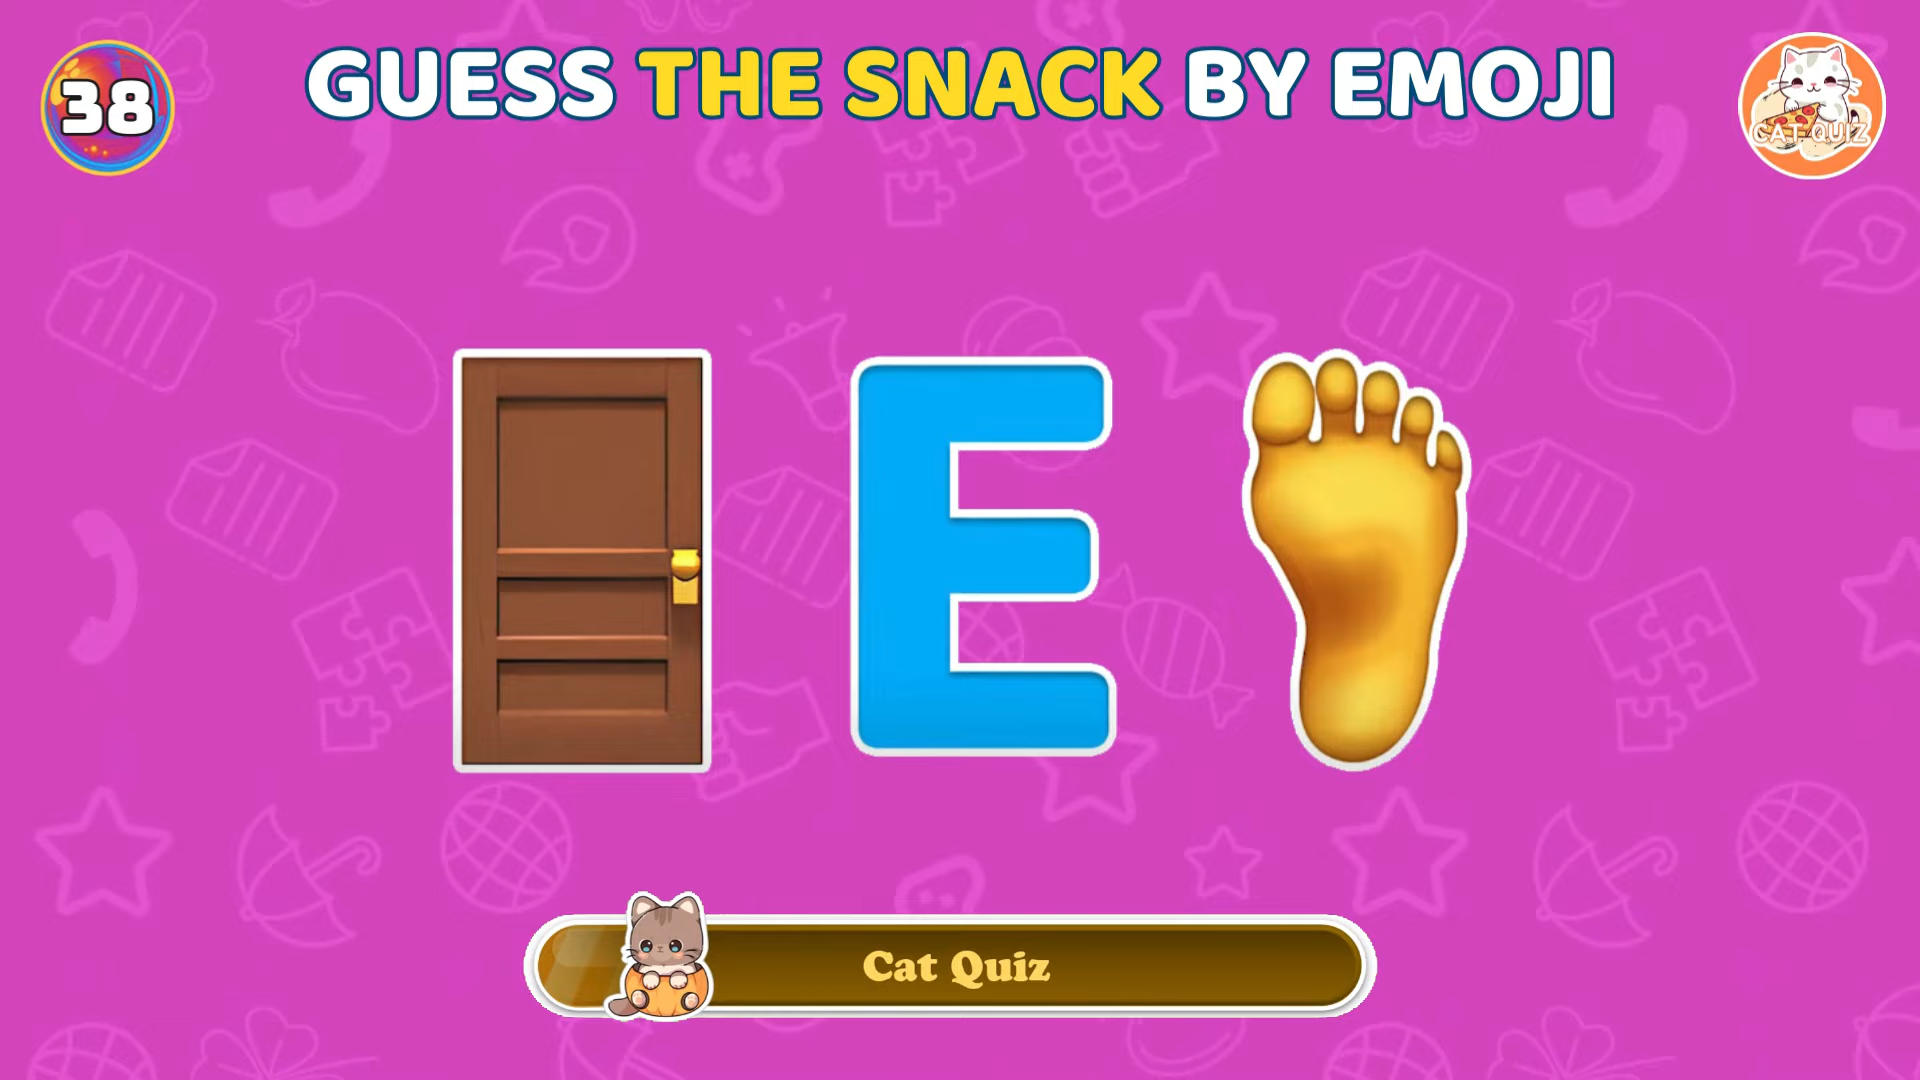 38
GUESS THE SNACK BY EMOJI
CAT QUIZ
E
Cat Quiz